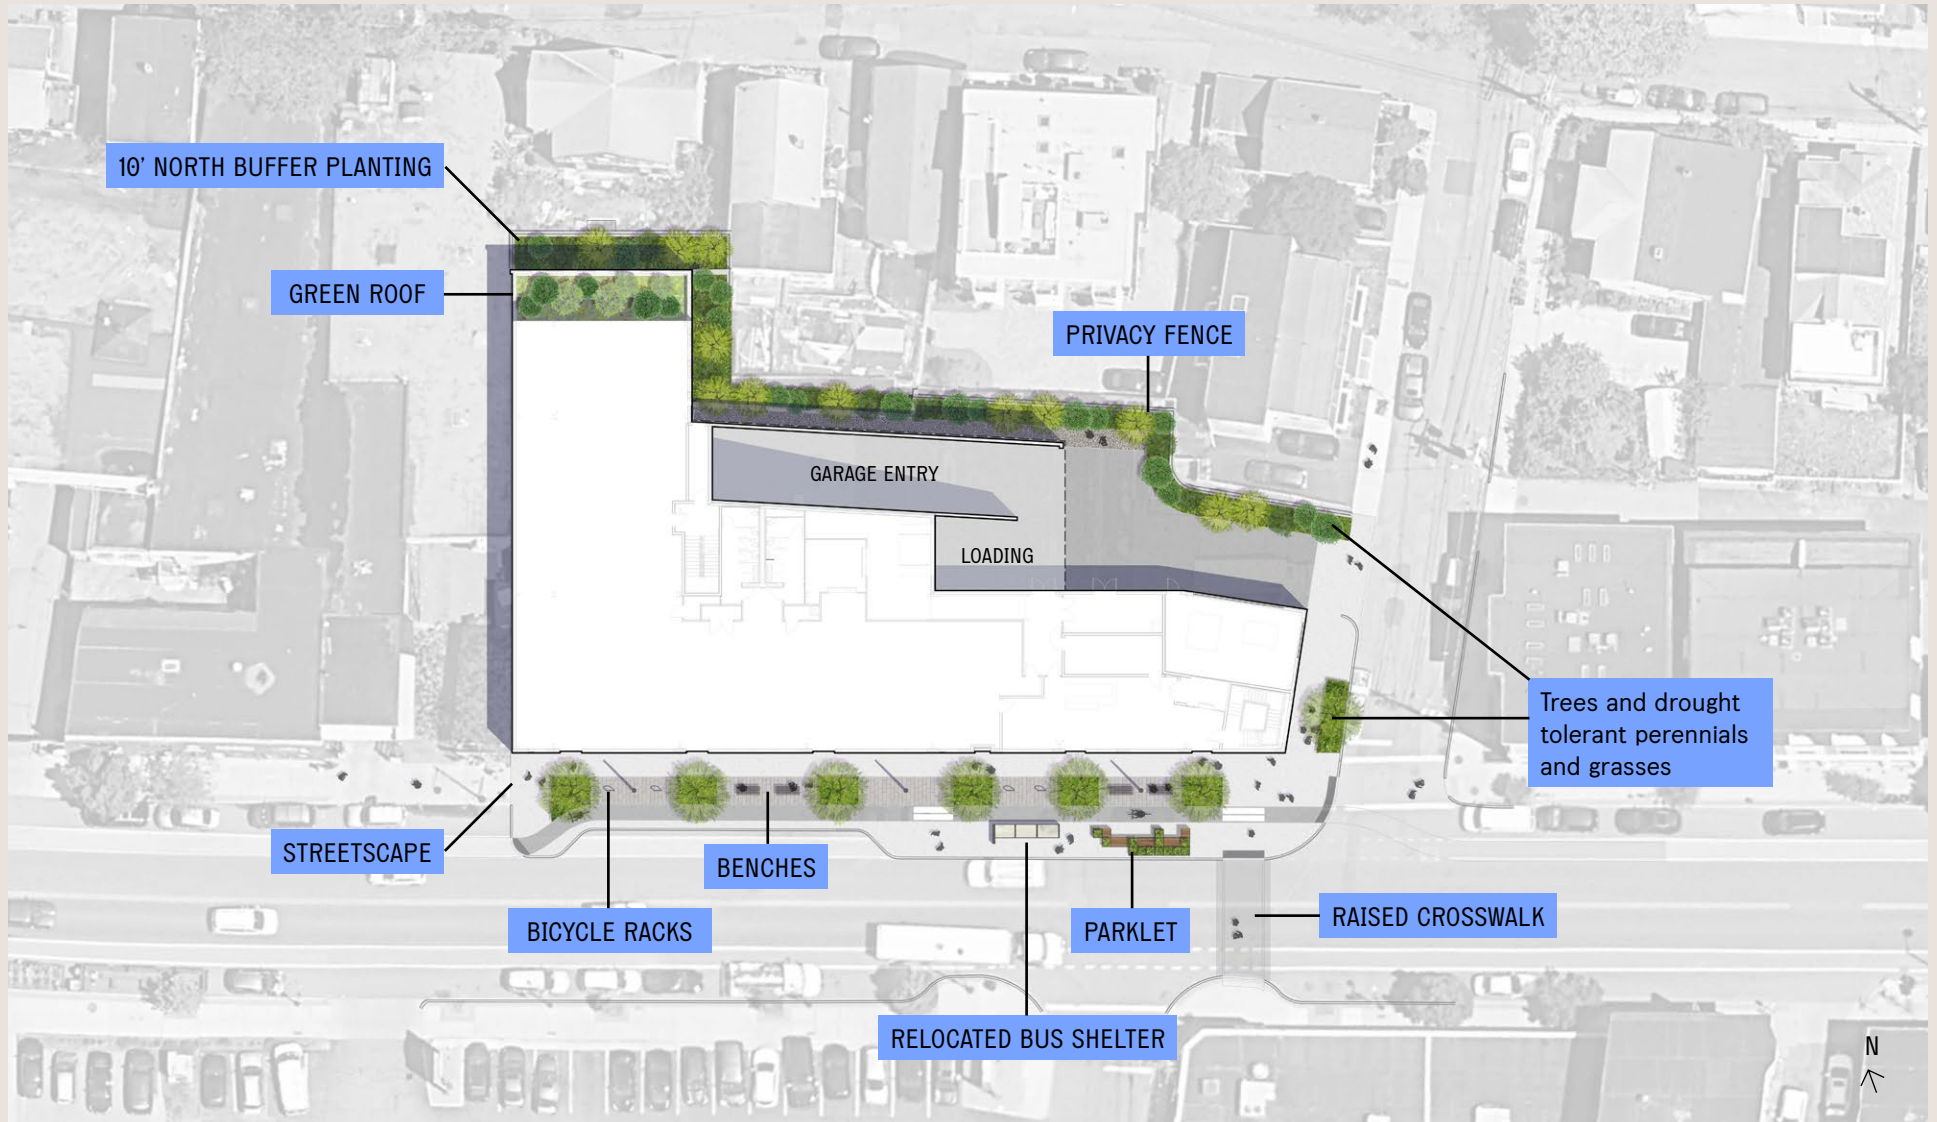 10' NORTH BUFFER PLANTING
GREEN ROOF
PRIVACY FENCE
GARAGE ENTRY
LOADING
Trees and drought
tolerant perennials
and grasses
STREETSCAPE
BENCHES
BICYCLE RACKS
PARKLET
RAISED CROSSWALK
RELOCATED BUS SHELTER
N